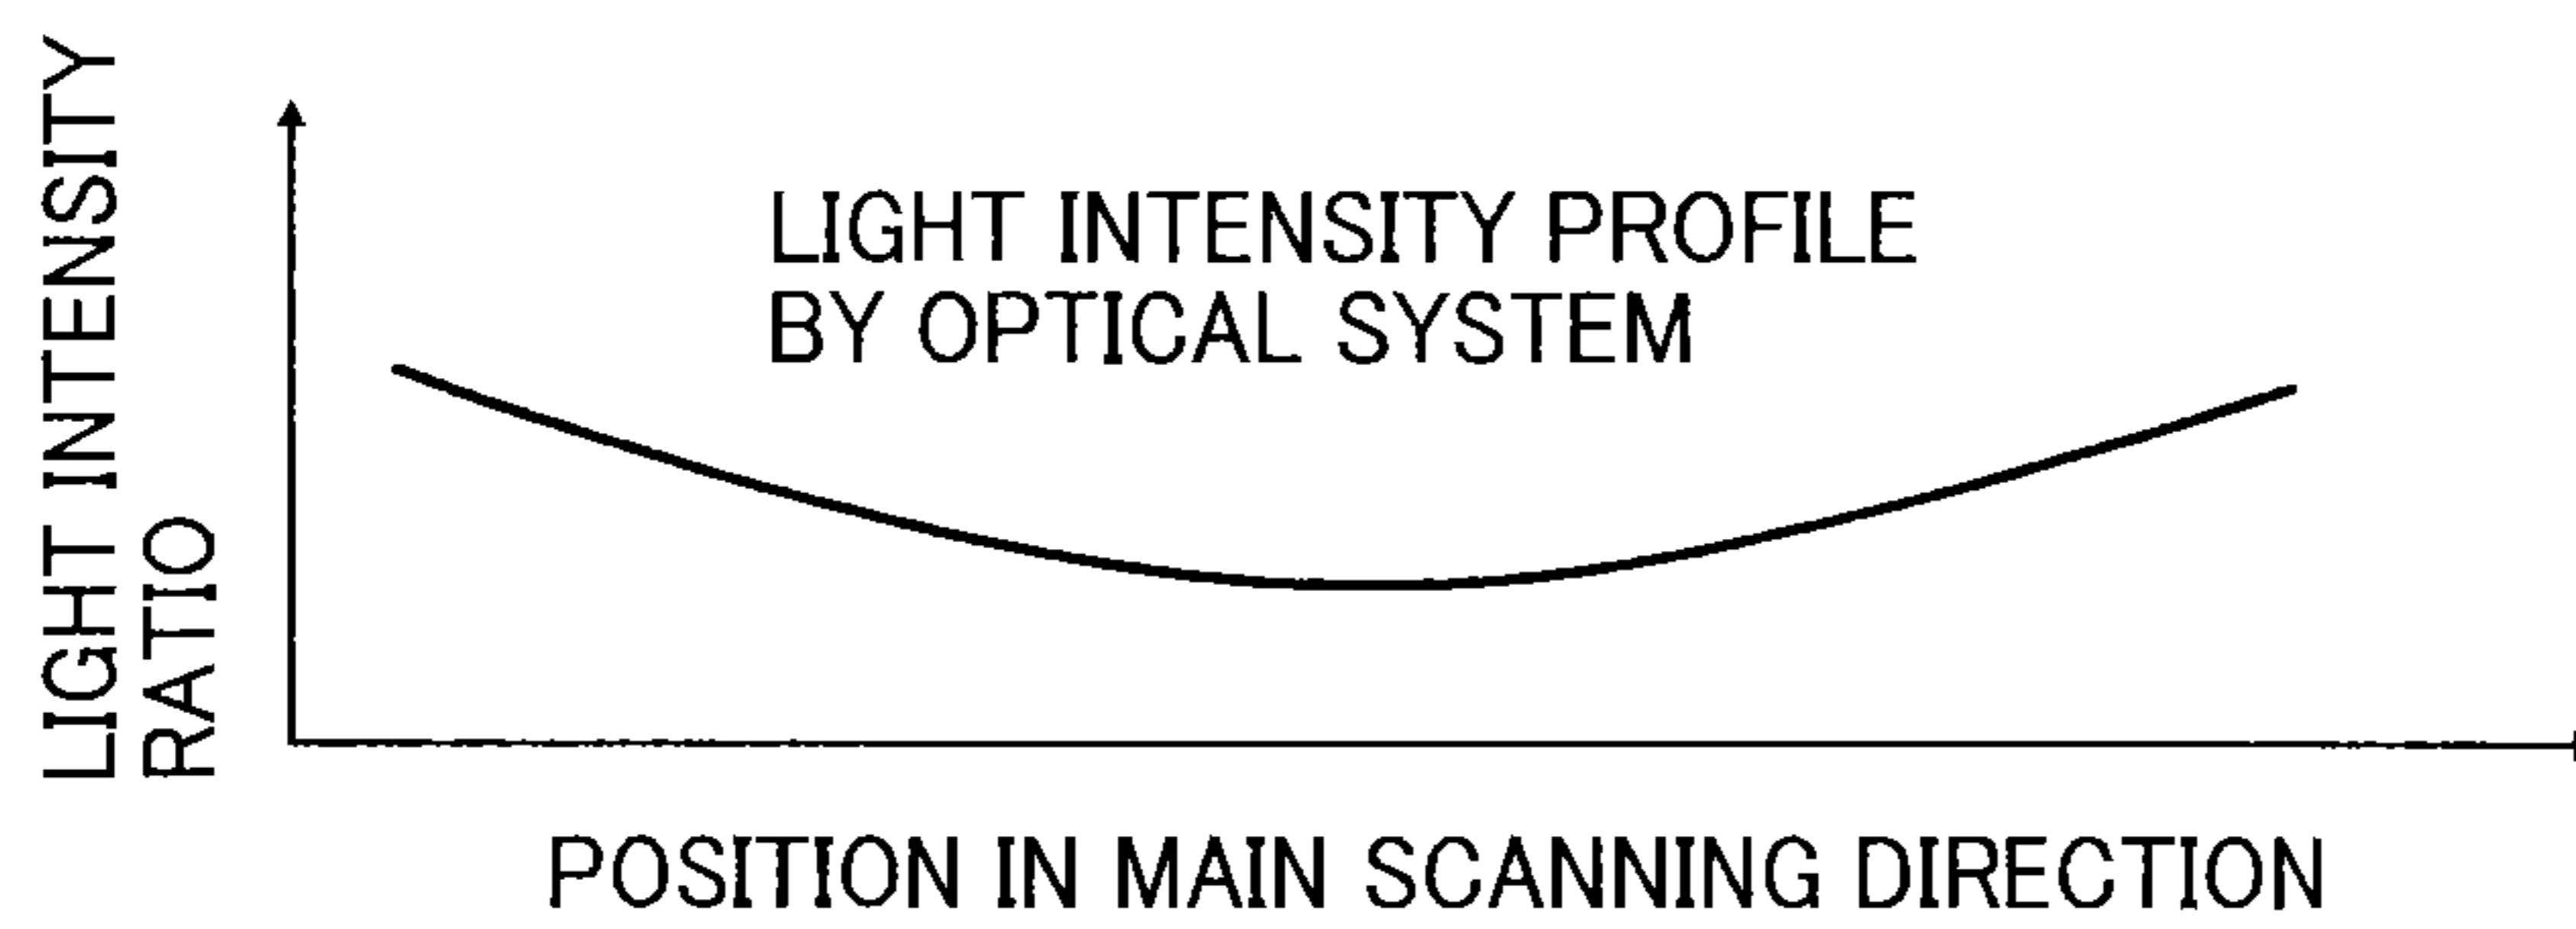 LIGHT INTENSITY
RATIO
LIGHT INTENSITY PROFILE
BY OPTICAL SYSTEM
POSITION IN MAIN SCANNING DIRECTION